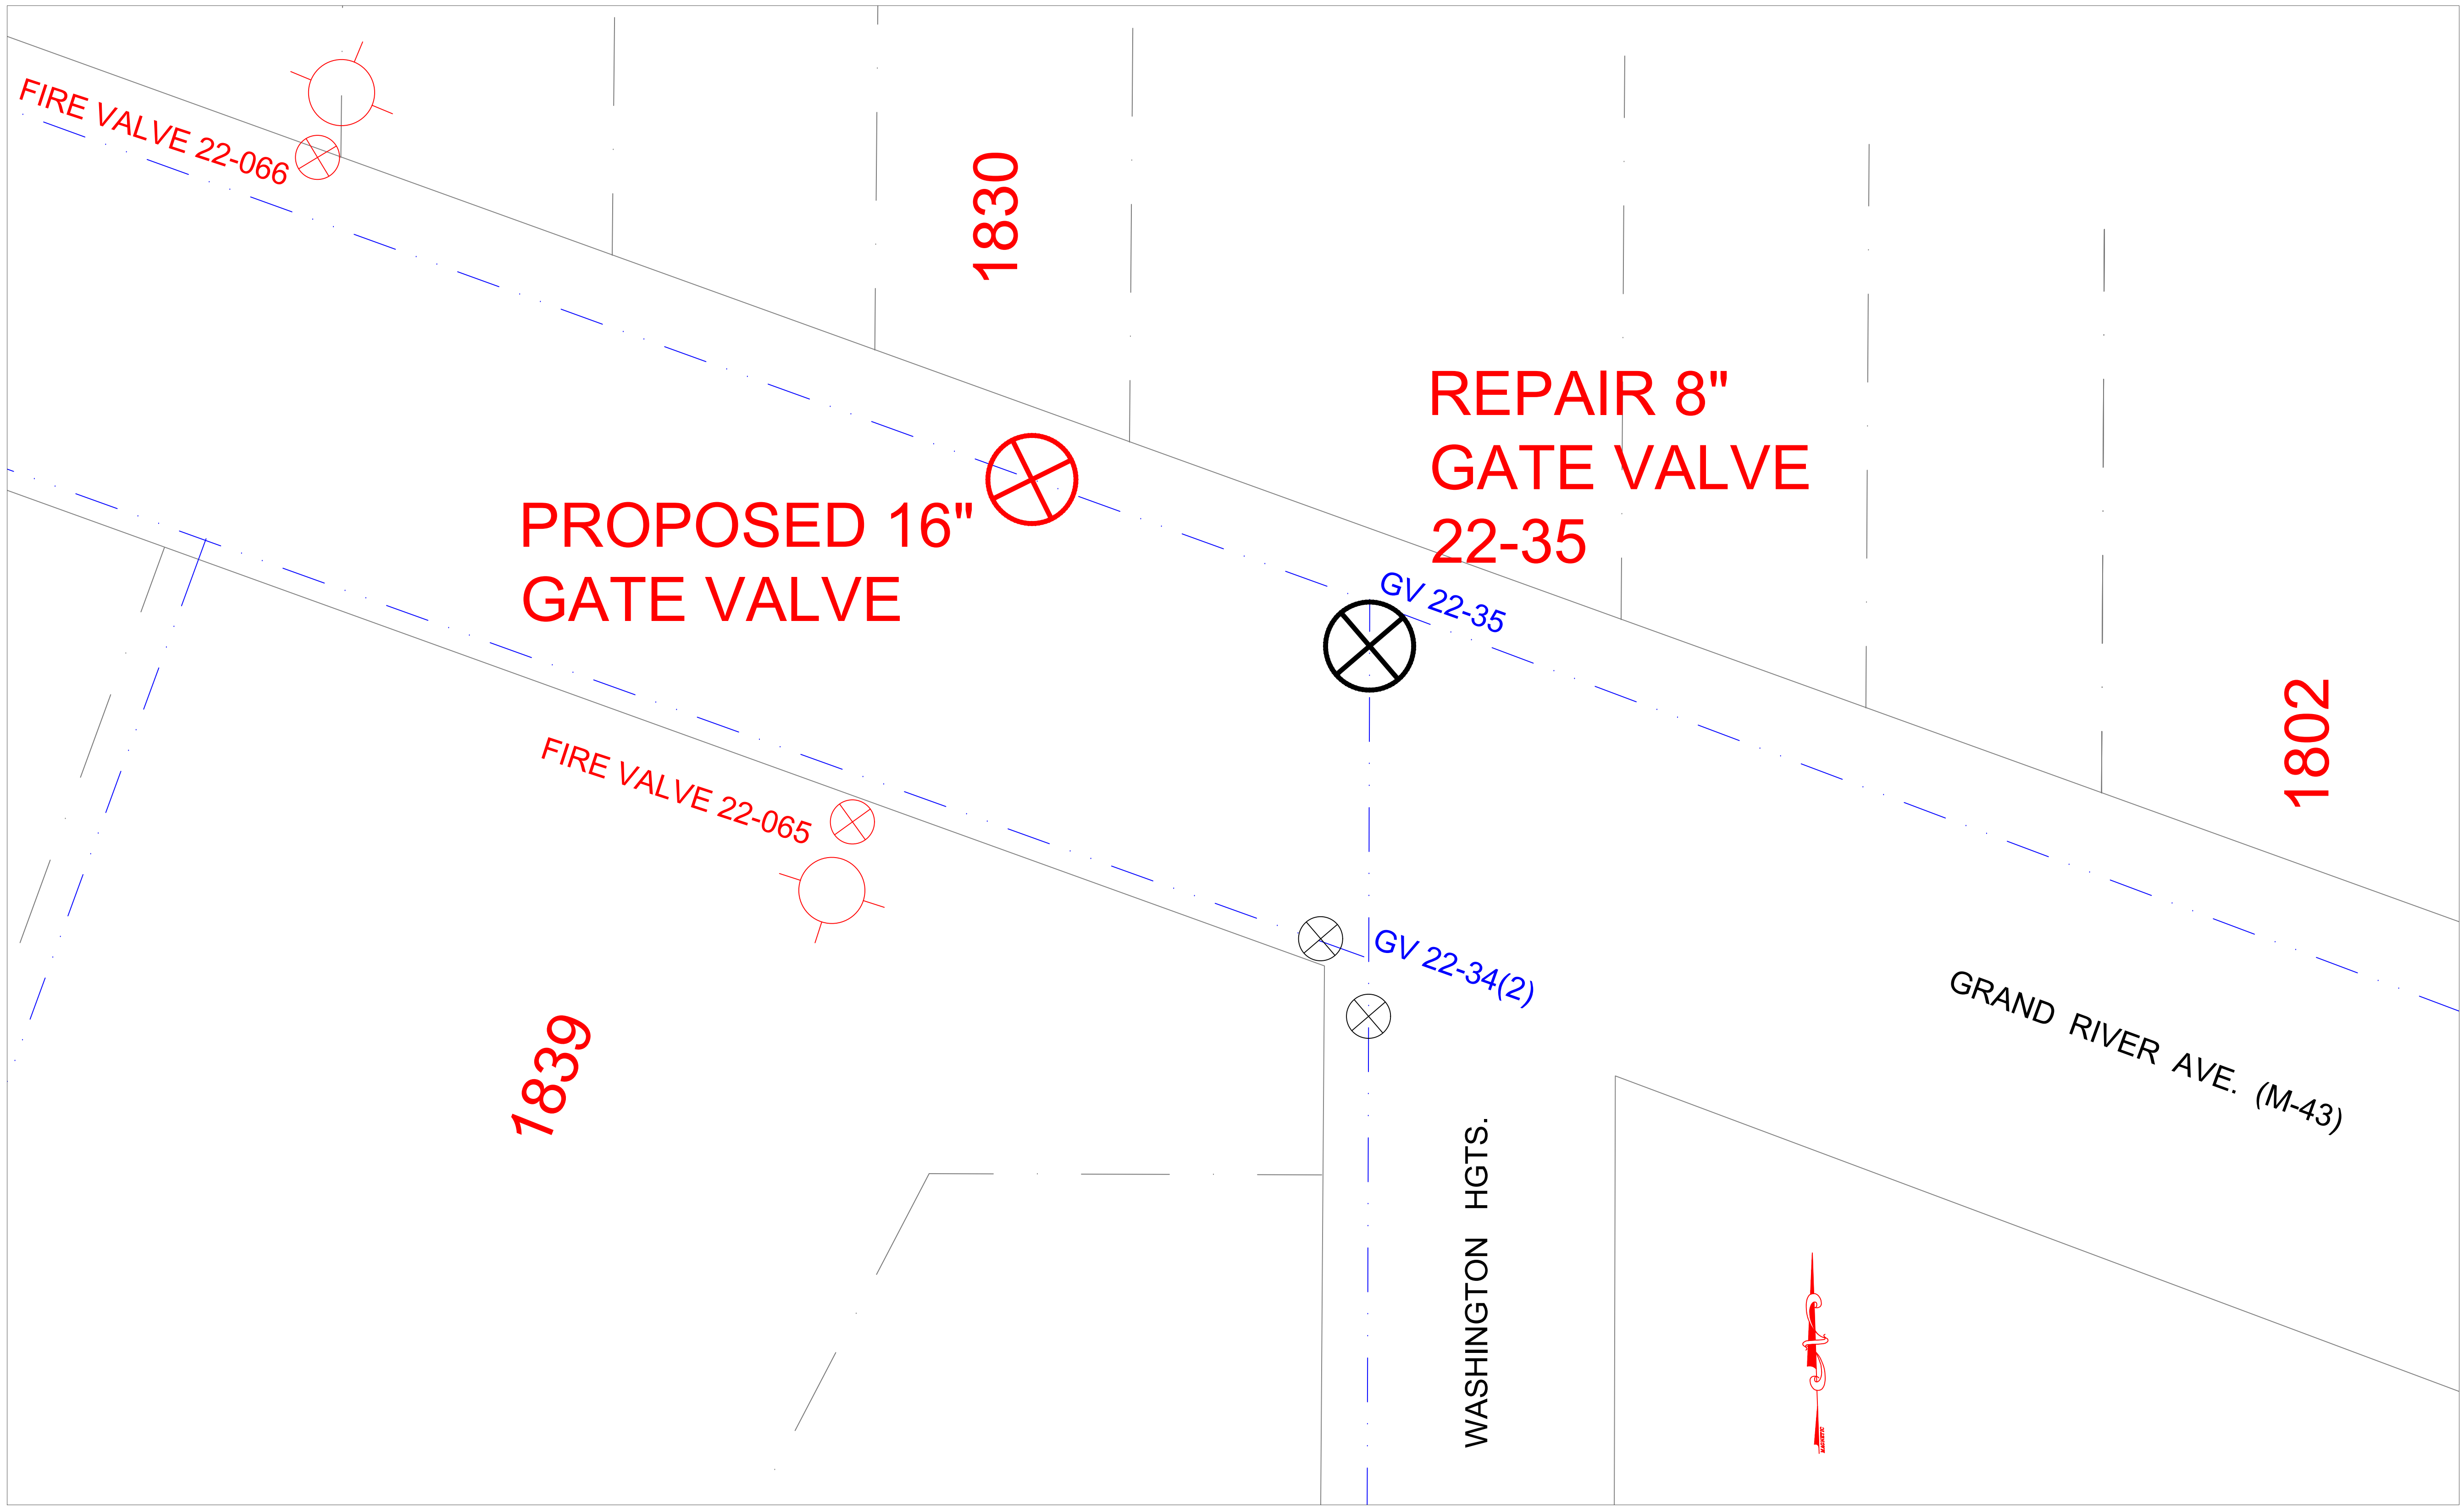 FIRE VALVE 22-066
1830
REPAIR 8"
GATE VALVE
22-35
PROPOSED 16"
GATE VALVE
GV 22-35
1802
FIRE VALVE 22-065
GV 22-34(2)
GRAND RIVER AVE. (M-43)
1839
WASHINGTON HGTS.